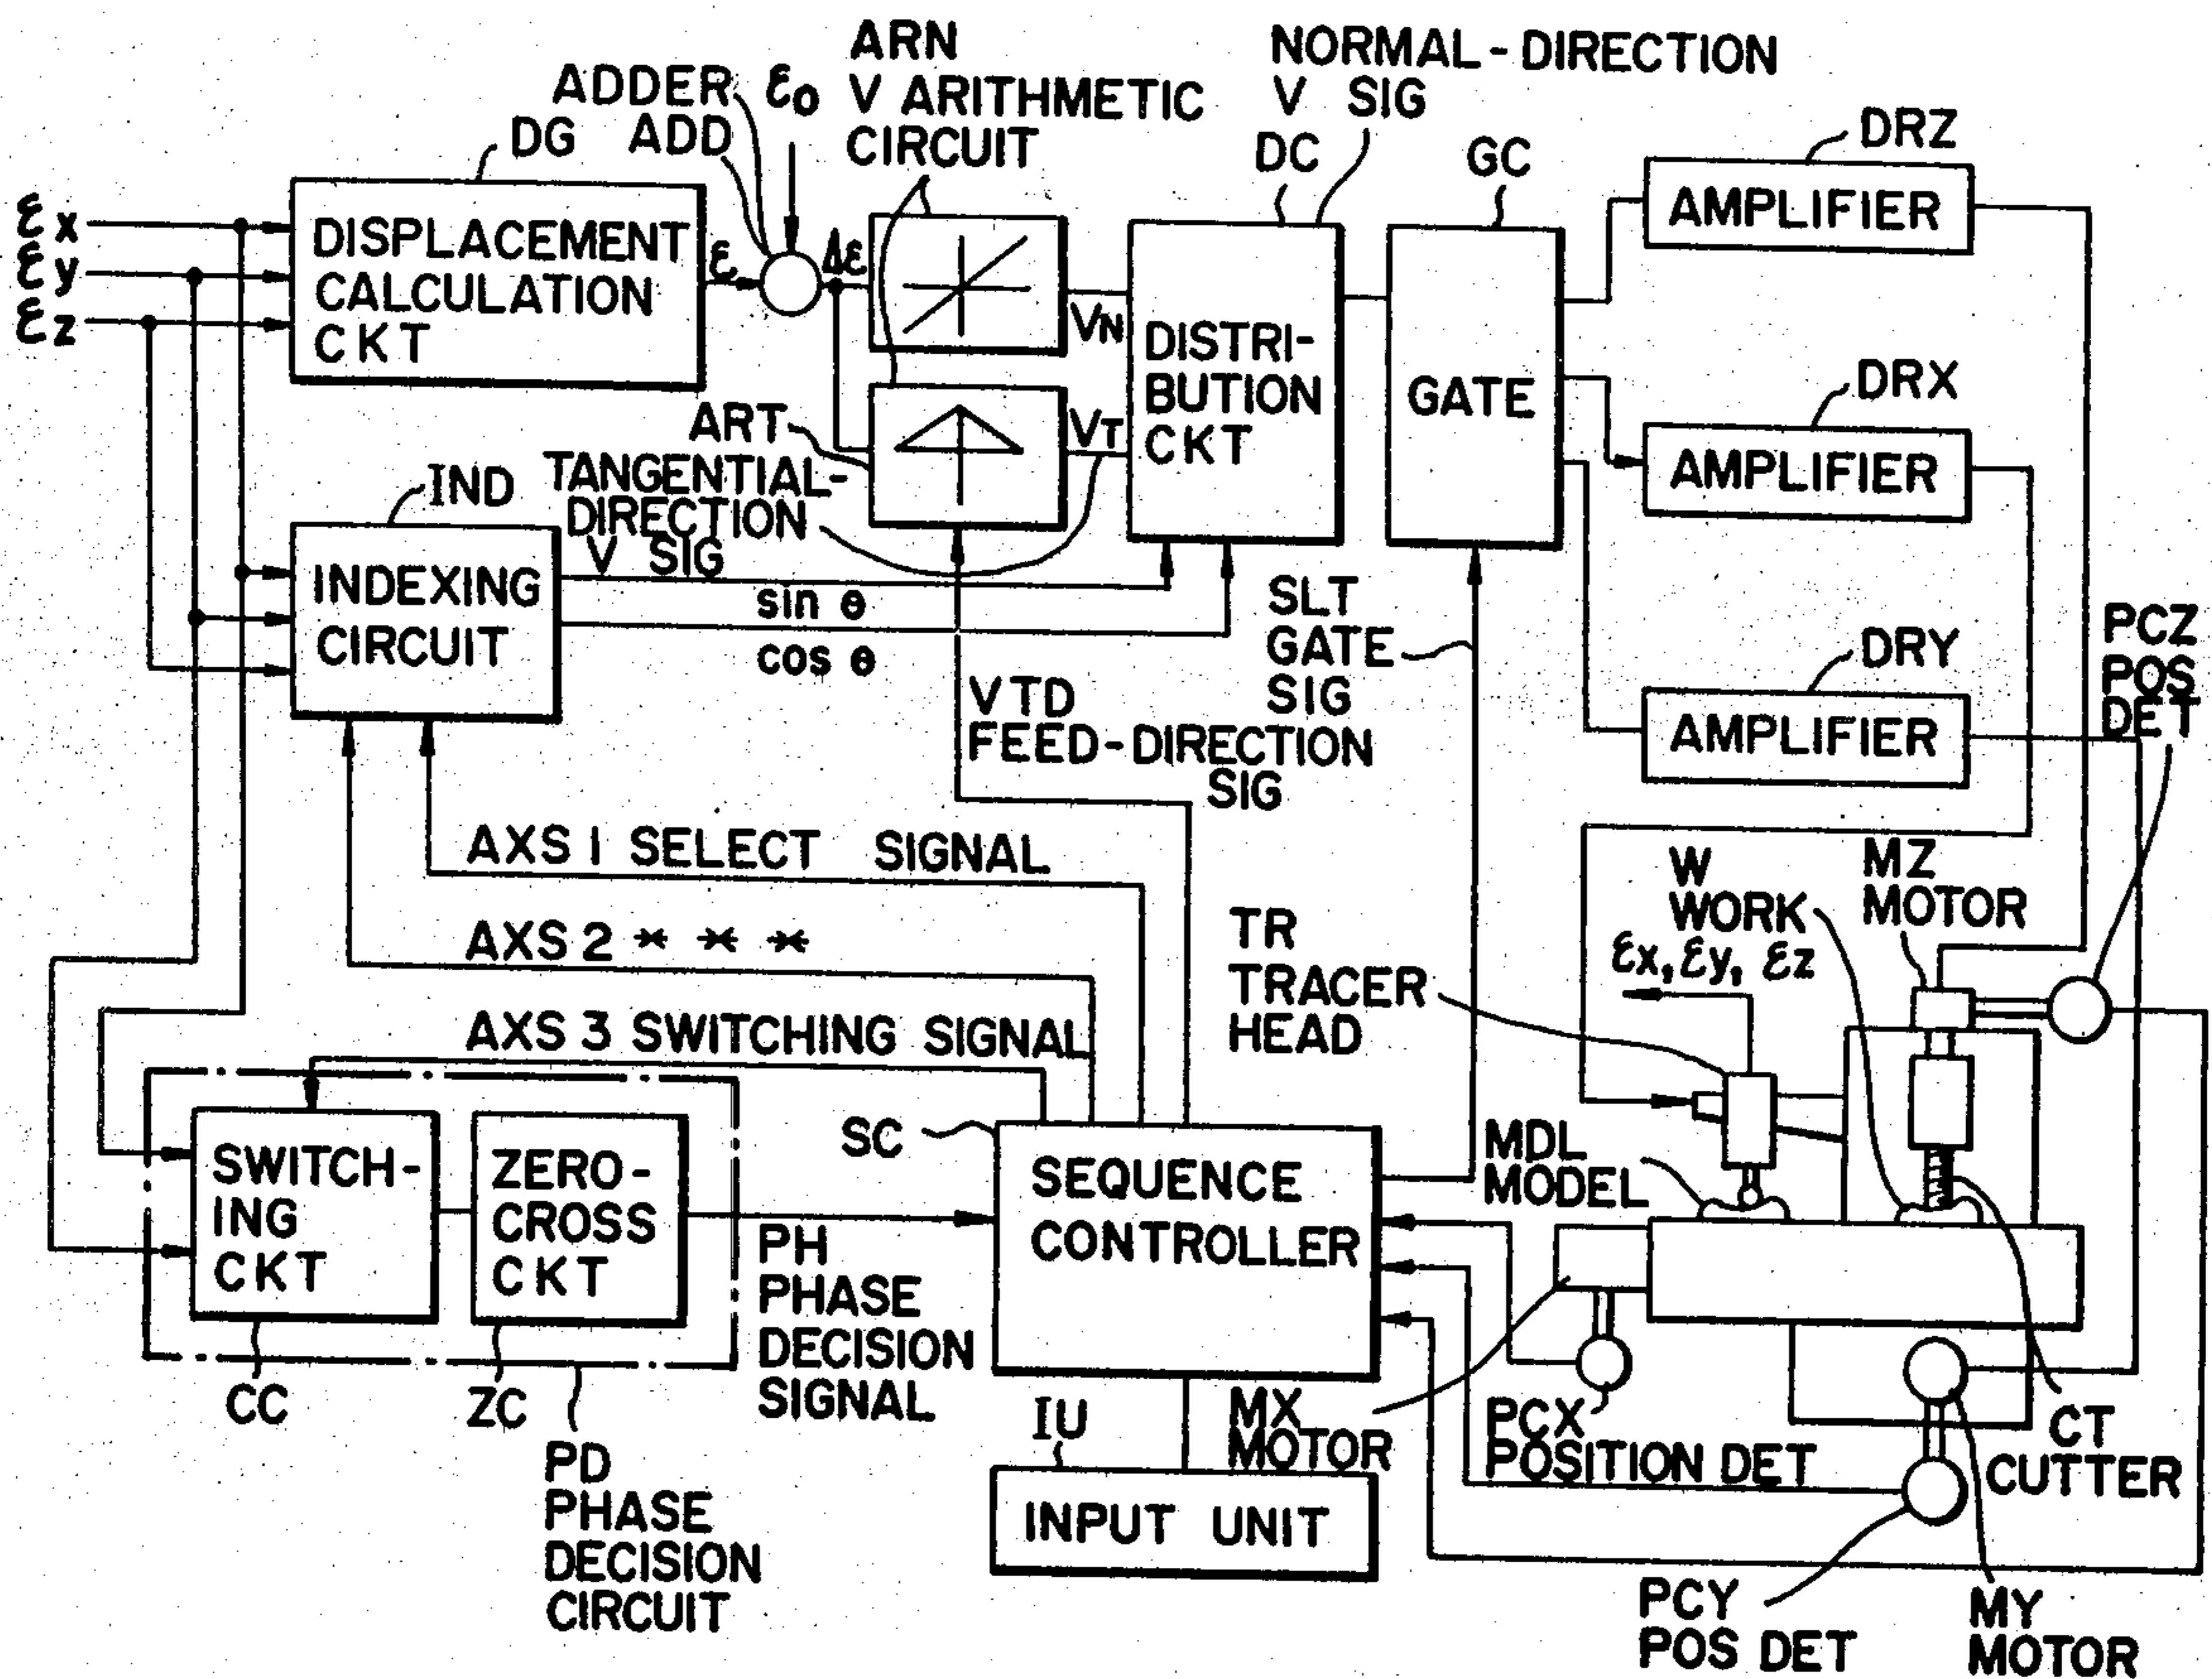 ARN
V ARITHMETIC
CIRCUIT
NORMAL-DIRECTION
V SIG
ADDER
ADD
ε0
DG
DC
GC
DRZ
AMPLIFIER
εx
εy
εz
DISPLACEMENT
CALCULATION
CKT
ε
Δε
VN
DISTRI-
BUTION
CKT
GATE
DRX
AMPLIFIER
ART
VT
TANGENTIAL-
DIRECTION
V SIG
IND
INDEXING
CIRCUIT
sin θ
cos θ
SLT
GATE
SIG
DRY
AMPLIFIER
PCZ
POS
DET
VTD
FEED-DIRECTION
SIG
AXS 1 SELECT SIGNAL
AXS 2 * * *
AXS 3 SWITCHING SIGNAL
W
WORK
MZ
MOTOR
εx, εy, εz
TR
TRACER
HEAD
SC
SWITCH-
ING
CKT
ZERO-
CROSS
CKT
SEQUENCE
CONTROLLER
MDL
MODEL
PH
PHASE
DECISION
SIGNAL
CC
ZC
PD
PHASE
DECISION
CIRCUIT
IU
INPUT UNIT
MX
MOTOR
PCX
POSITION DET
CT
CUTTER
PCY
POS DET
MY
MOTOR